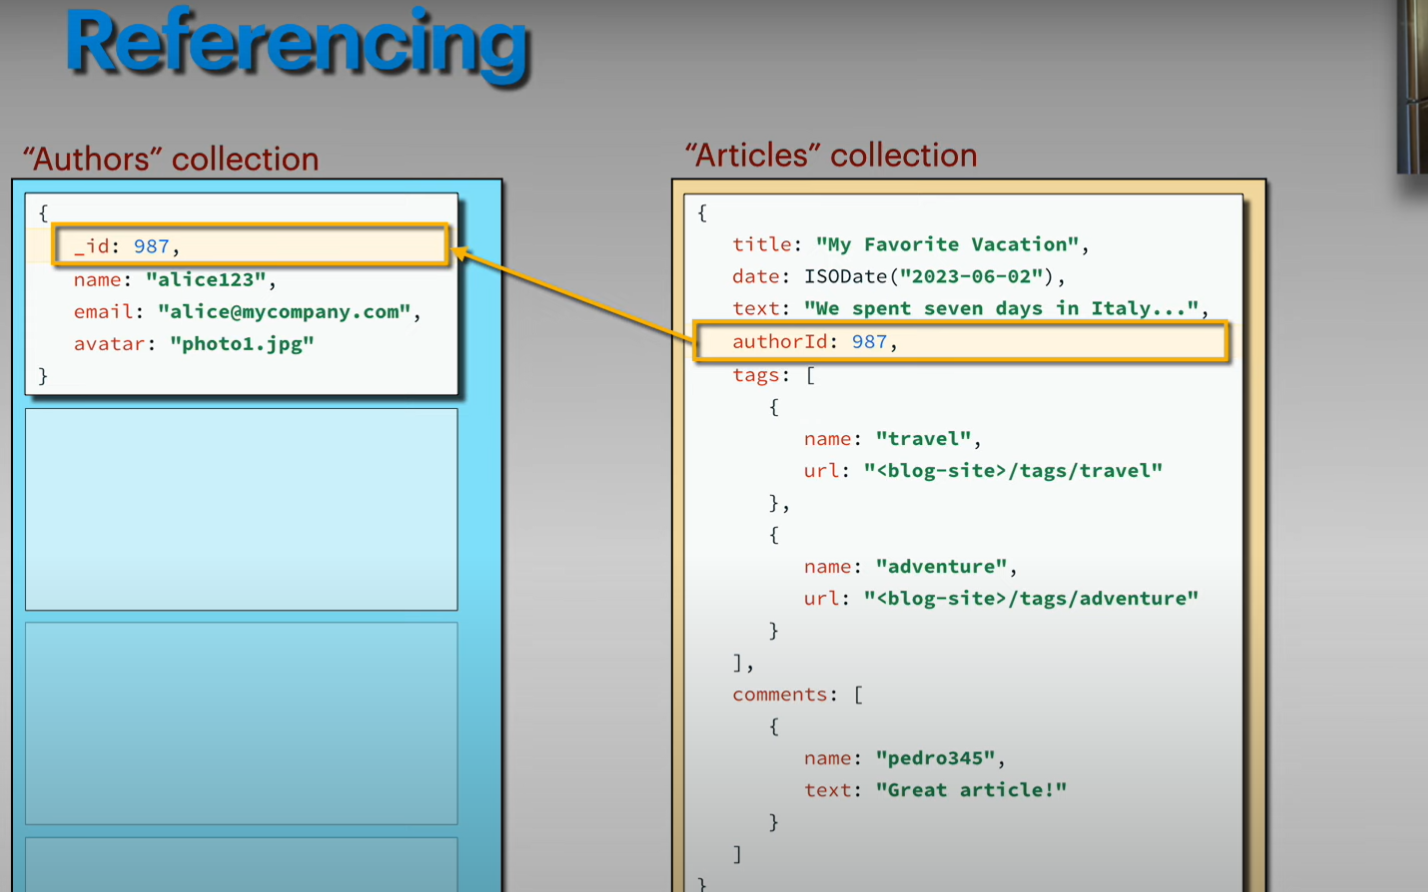 Referencing
“Authors” collection
{
_id: 987,
name: "alice123",
email: "alice@mycompany.com",
avatar: "photo1.jpg"
}
“Articles” collection
{
title: "My Favorite Vacation",
date: ISODate("2023-06-02"),
text: "We spent seven days in Italy...",
authorId: 987,
tags: [
{
name: "travel",
url: "<blog-site>/tags/travel"
},
{
name: "adventure",
url: "<blog-site>/tags/adventure"
}
],
comments: [
{
name: "pedro345",
text: "Great article!"
}
]
}